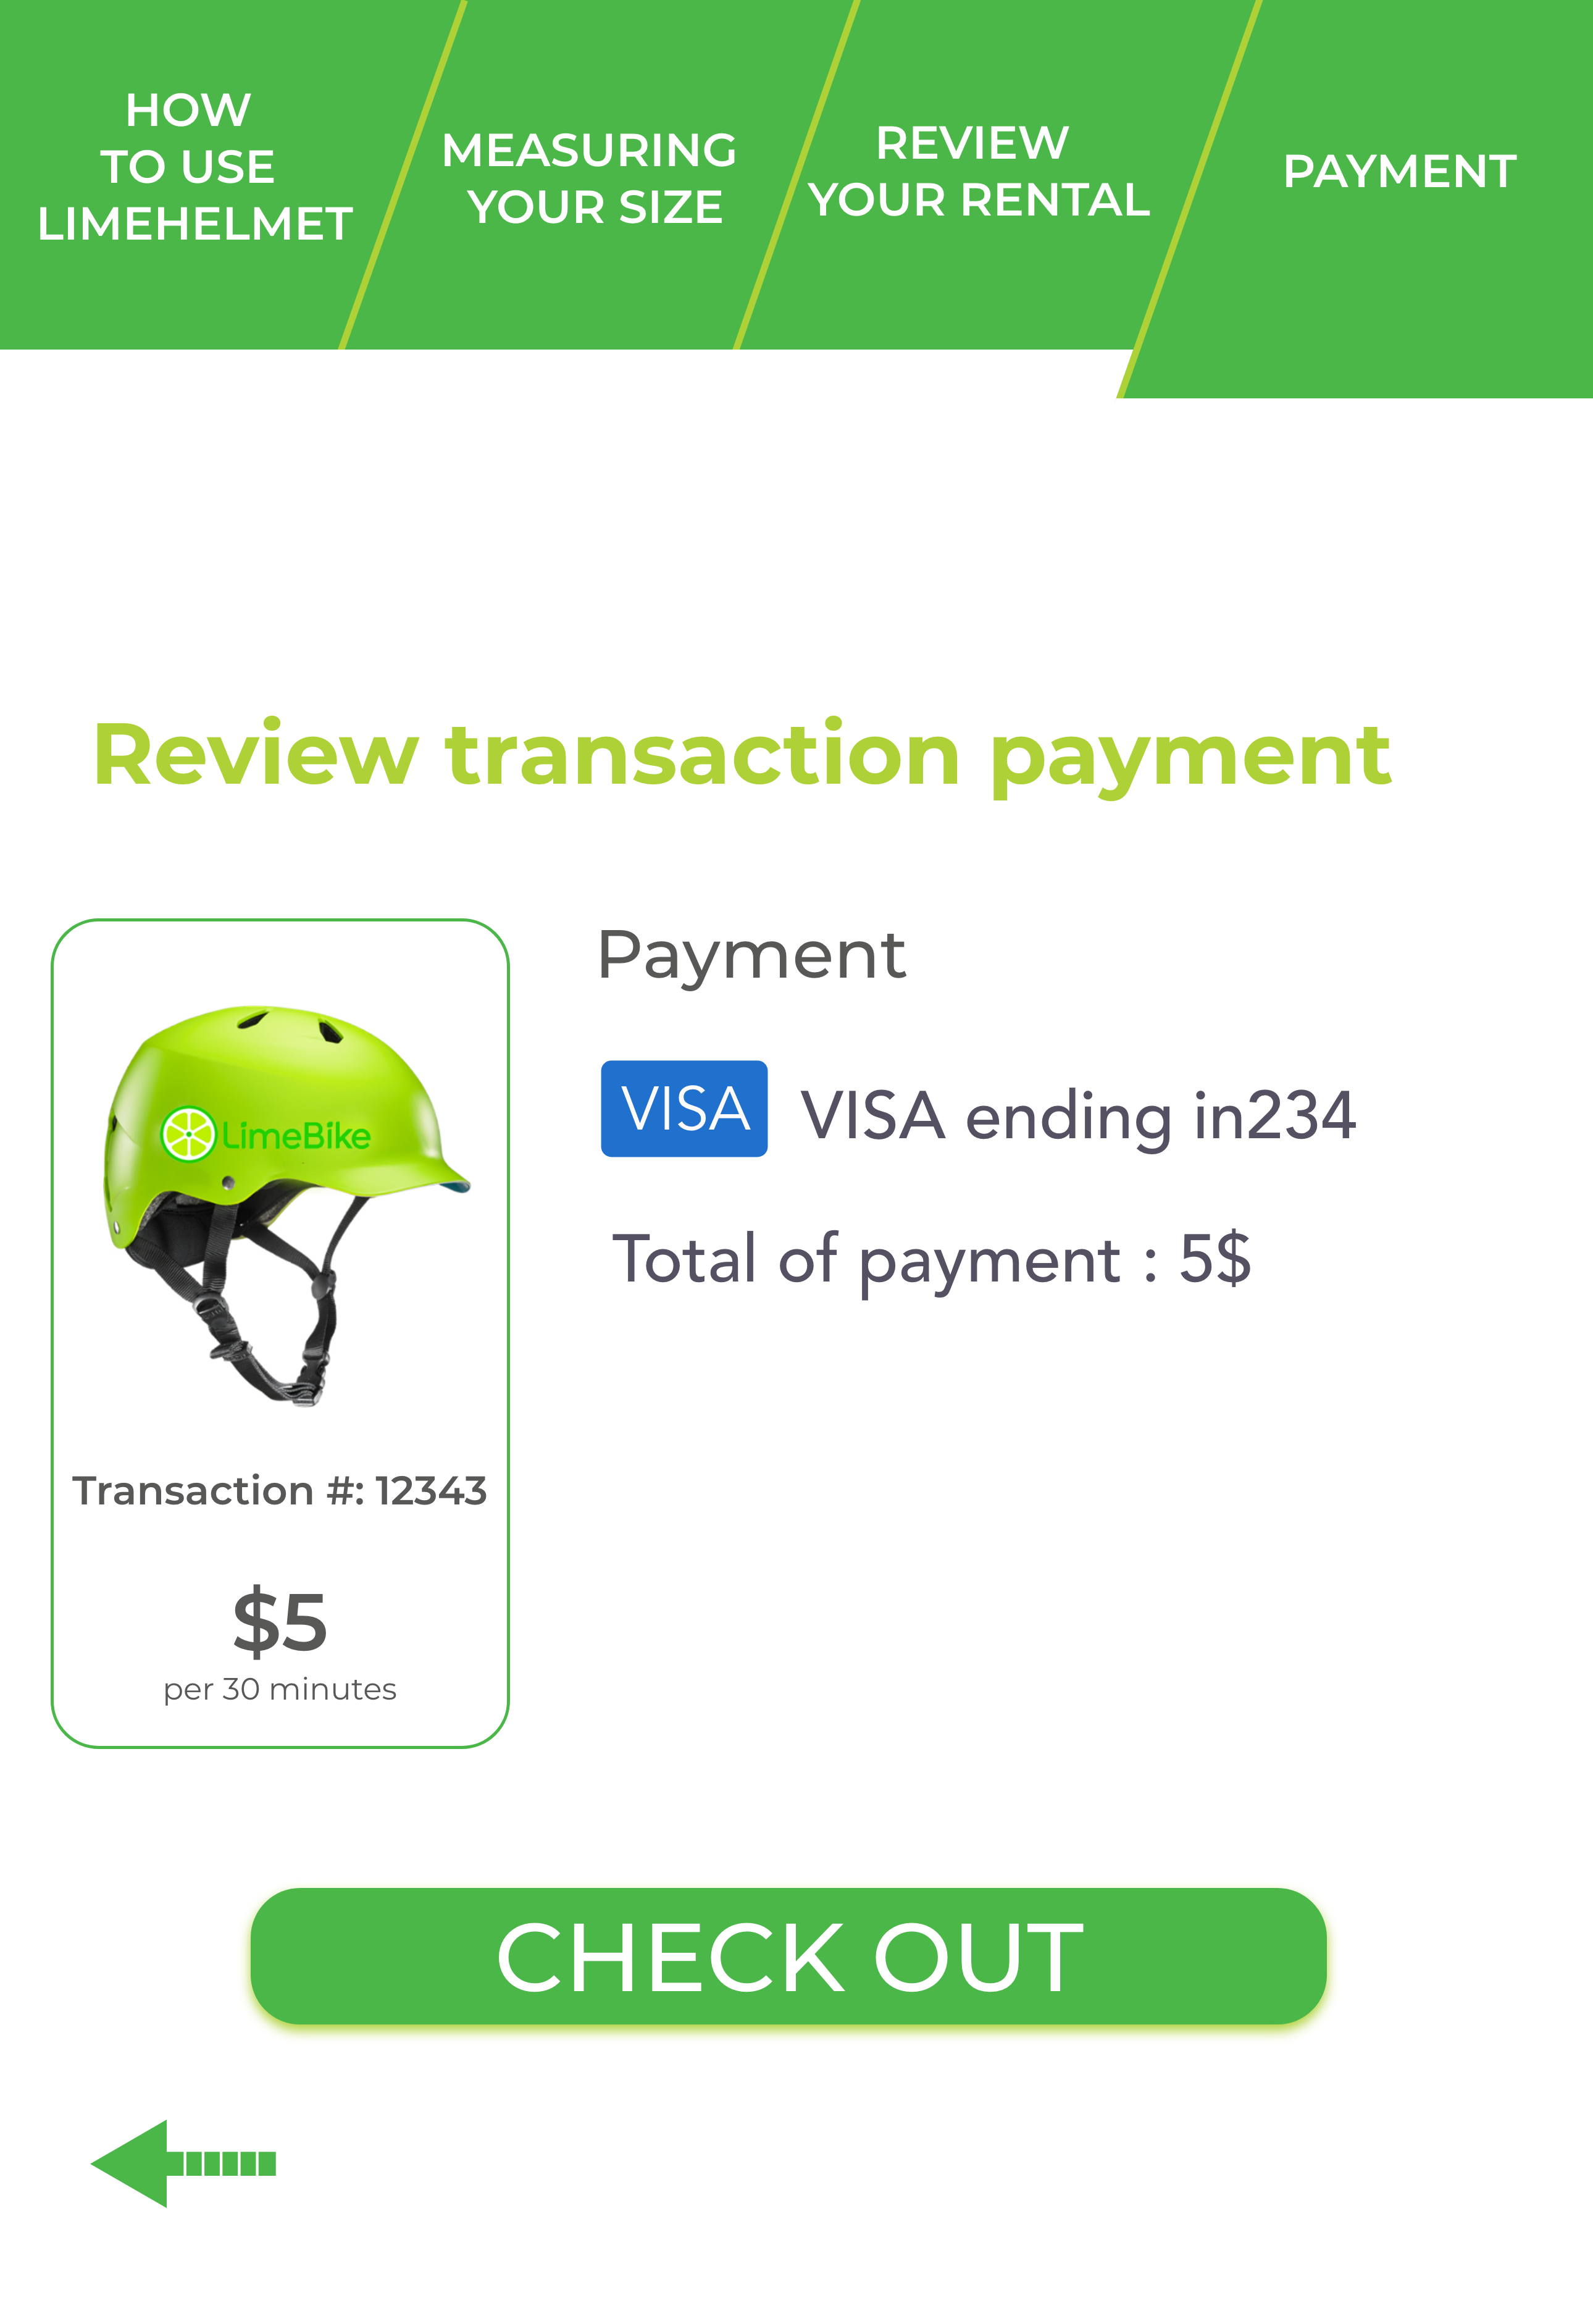 HOW
TO USE
LIMEHELMET
MEASURING
YOUR SIZE
REVIEW
YOUR RENTAL
PAYMENT
Review transaction payment
LimeBike
Transaction #: 12343
$5
per 30 minutes
Payment
VISA VISA ending in234
Total of payment : 5$
CHECK OUT